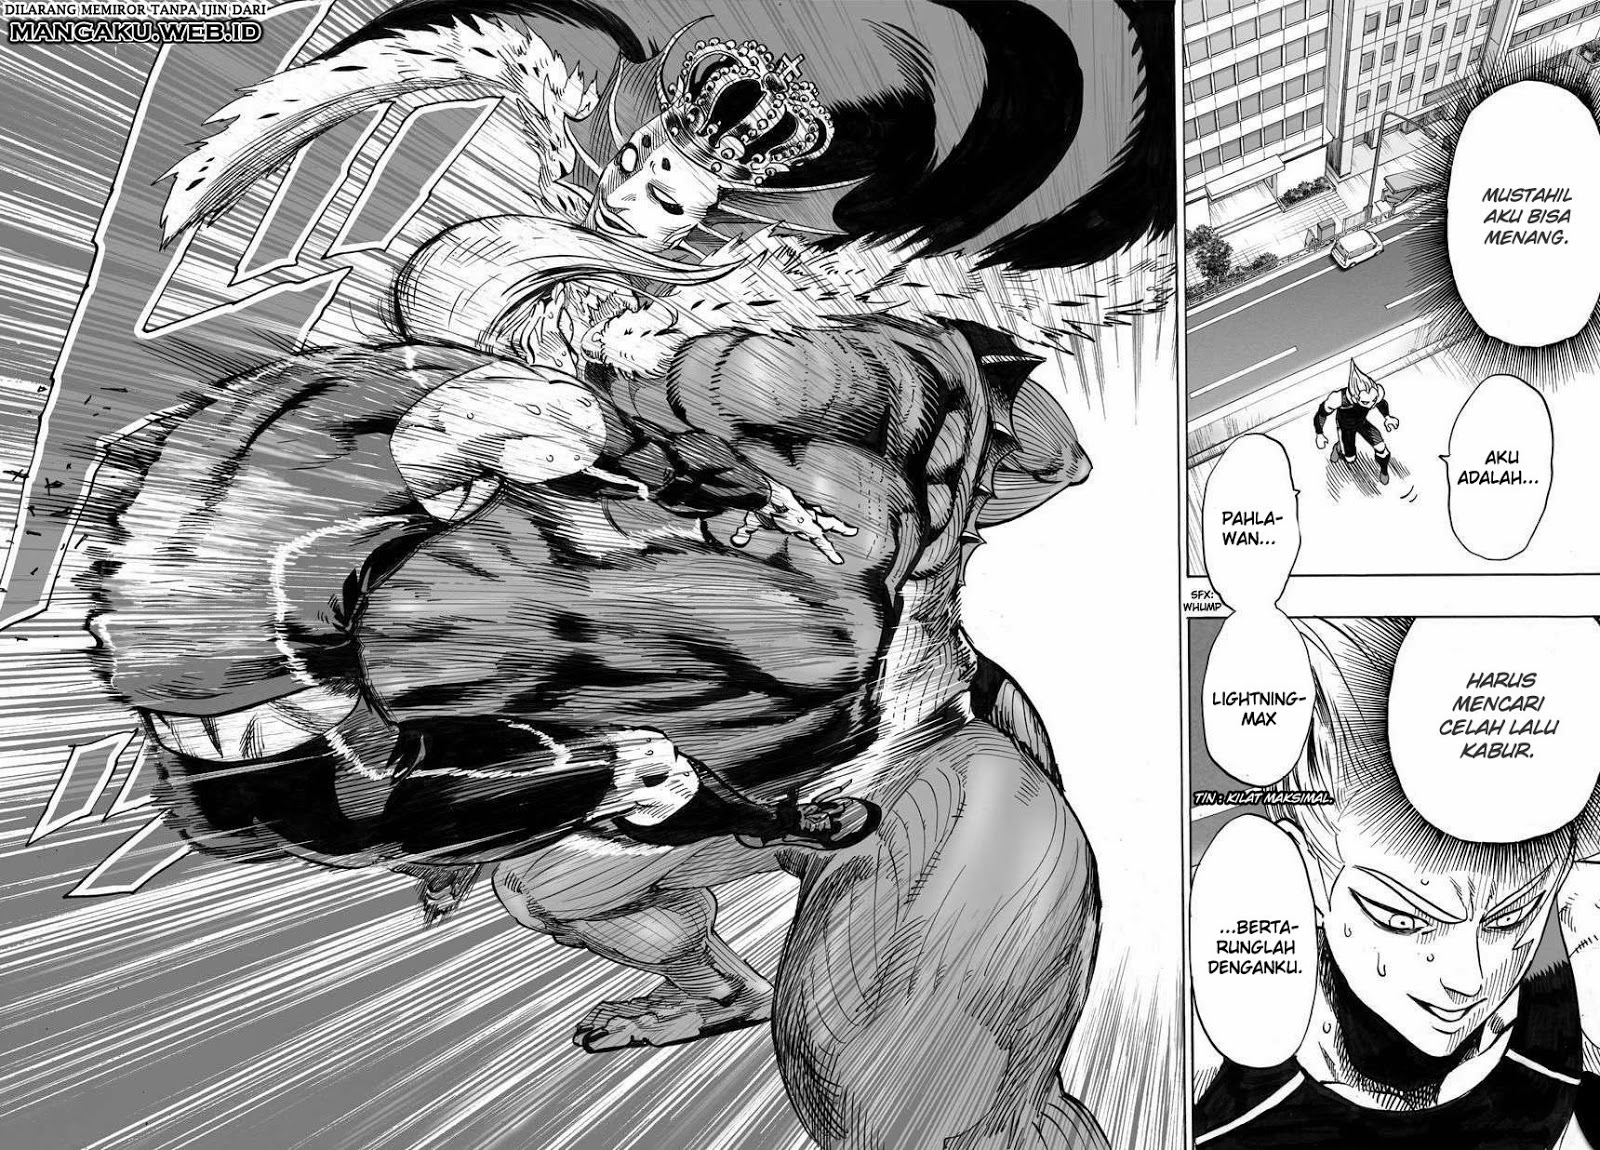 DILARANG MEMIROR TANPA IJIN DARI
MANGAKU.WEB.ID
MUSTAHIL
AKU BISA
MENANG.
AKU
ADALAH...
PAHLA-
WAN...
SFX:
WHUMP
HARUS
MENCARI
CELAH LALU
KABUR.
LIGHTNING-
MAX
T/N : KILAT MAKSIMAL.
...BERTA-
RUNGLAH
DENGANKU.